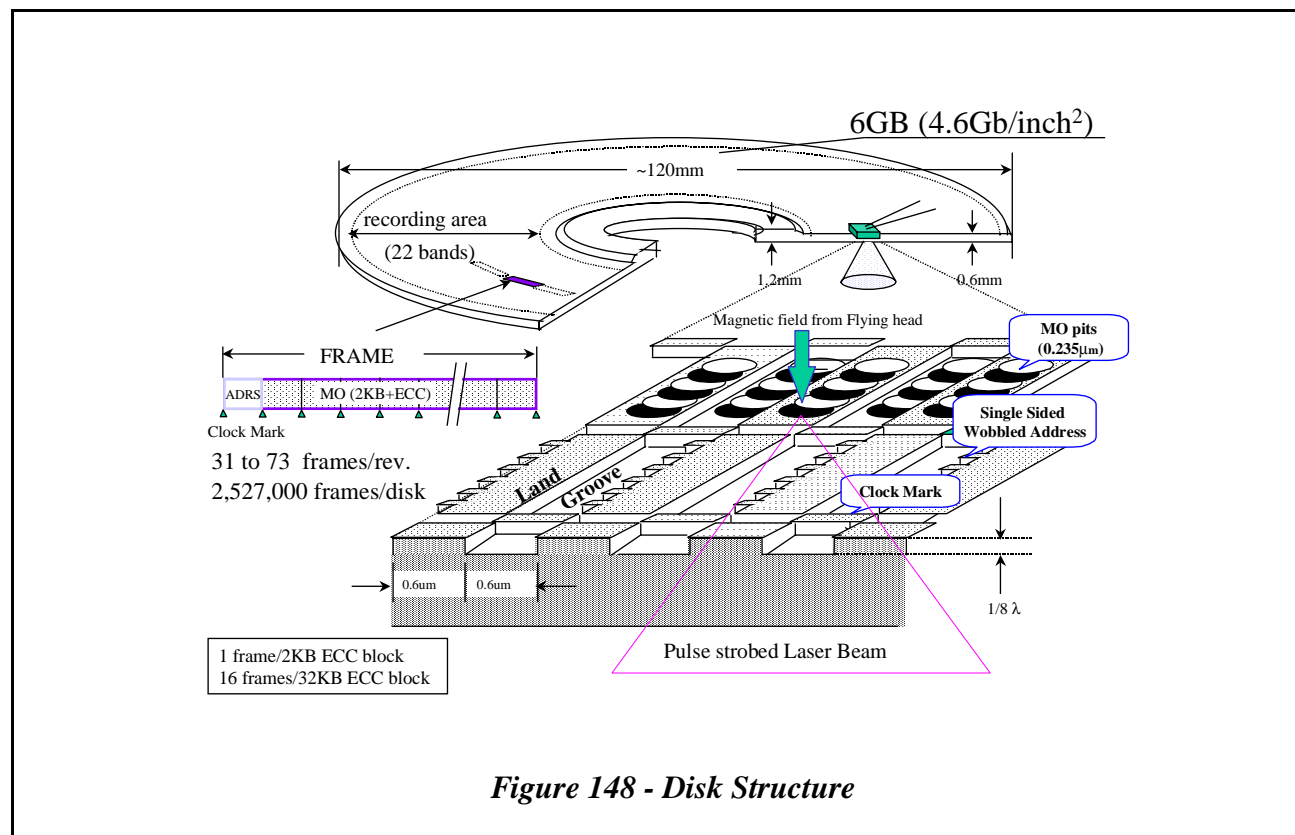 6GB (4.6Gb/inch²)
~120mm
recording area
(22 bands)
1.2mm
0.6mm
Magnetic field from Flying head
MO pits
(0.235μm)
FRAME
ADRS
MO (2KB+ECC)
Clock Mark
31 to 73 frames/rev.
2,527,000 frames/disk
Single Sided
Wobbled Address
Land
Groove
Clock Mark
0.6um
0.6um
1/8 λ
1 frame/2KB ECC block
16 frames/32KB ECC block
Pulse strobed Laser Beam
Figure 148 - Disk Structure